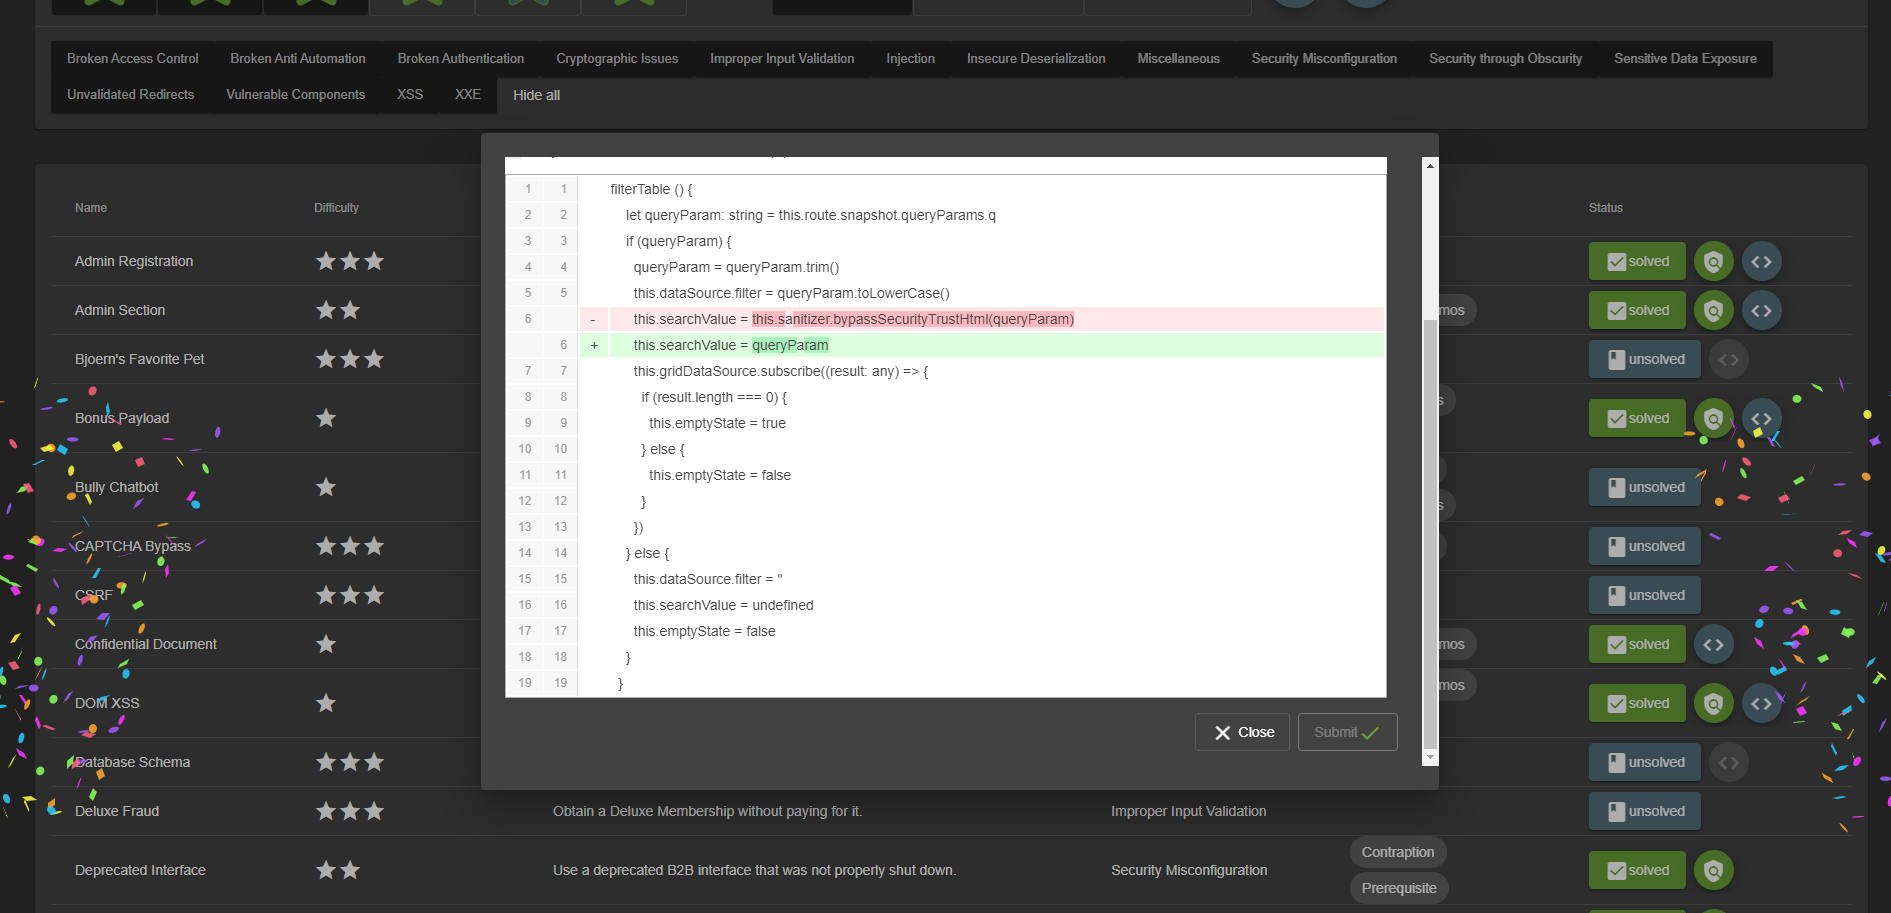 Broken Access Control Broken Anti Automation Broken Authentication Cryptographic Issues Improper Input Validation Injection Insecure Deserialization Miscellaneous Security Misconfiguration Security through Obscurity Sensitive Data Exposure
Unvalidated Redirects Vulnerable Components XSS XXE Hide all
Name Difficulty Status
1 1 filterTable () {
2 2 let queryParam: string = this.route.snapshot.queryParams.q
3 3 if (queryParam) {
4 4 queryParam = queryParam.trim()
5 5 this.dataSource.filter = queryParam.toLowerCase()
6 - this.searchValue = this.sanitizer.bypassSecurityTrustHtml(queryParam)
6 + this.searchValue = queryParam
7 7 this.gridDataSource.subscribe((result: any) => {
8 8 if (result.length === 0) {
9 9 this.emptyState = true
10 10 } else {
11 11 this.emptyState = false
12 12 }
13 13 })
14 14 } else {
15 15 this.dataSource.filter = ''
16 16 this.searchValue = undefined
17 17 this.emptyState = false
18 18 }
19 19 }
Close Submit
Admin Registration solved <>
Admin Section mos solved <>
Bjoern's Favorite Pet unsolved <>
Bonus Payload s solved <>
Bully Chatbot s unsolved
CAPTCHA Bypass unsolved
CSRF unsolved
Confidential Document mos solved <>
DOM XSS mos solved <>
Database Schema unsolved <>
Deluxe Fraud Obtain a Deluxe Membership without paying for it. Improper Input Validation unsolved
Deprecated Interface Use a deprecated B2B interface that was not properly shut down. Security Misconfiguration Contraption solved
Prerequisite